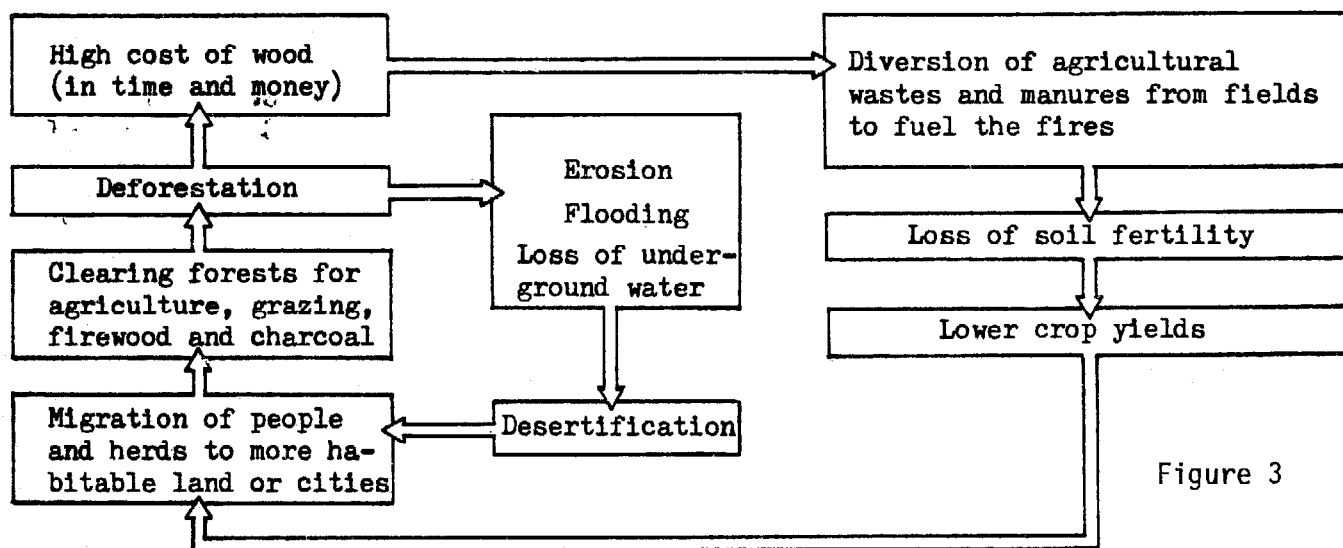 High cost of wood
(in time and money)
Diversion of agricultural
wastes and manures from fields
to fuel the fires
Deforestation
Erosion
Flooding
Loss of under-
ground water
Loss of soil fertility
Clearing forests for
agriculture, grazing,
firewood and charcoal
Lower crop yields
Migration of people
and herds to more ha-
bitable land or cities
Desertification
Figure 3